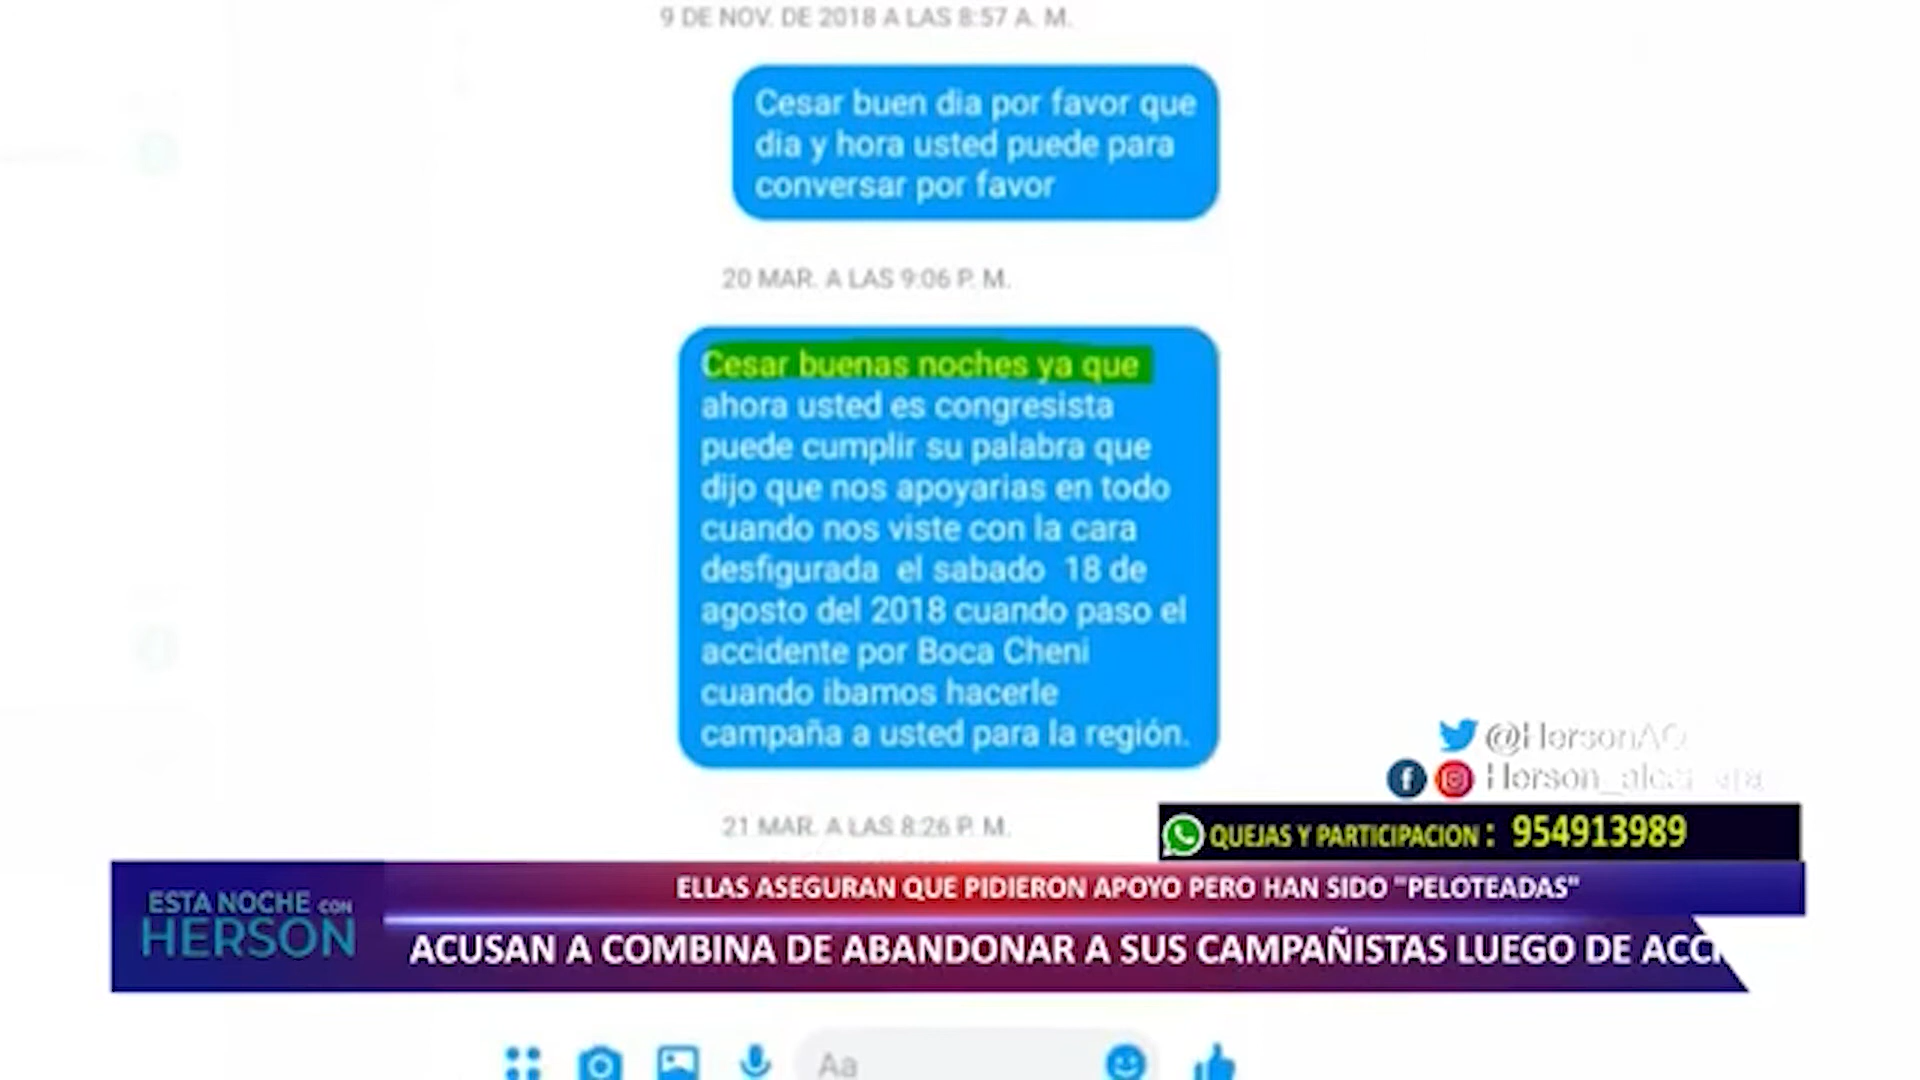 9 DE NOV. DE 2018 A LAS 8:57 A. M.
Cesar buen dia por favor que
dia y hora usted puede para
conversar por favor
20 MAR. A LAS 9:06 P. M.
Cesar buenas noches ya que
ahora usted es congresista
puede cumplir su palabra que
dijo que nos apoyarias en todo
cuando nos viste con la cara
desfigurada el sabado 18 de
agosto del 2018 cuando paso el
accidente por Boca Cheni
cuando ibamos hacerle
campaña a usted para la región.
21 MAR. A LAS 8:26 P. M.
@HersonAC
Herson_
QUEJAS Y PARTICIPACION : 954913989
ELLAS ASEGURAN QUE PIDIERON APOYO PERO HAN SIDO "PELOTEADAS"
ESTA NOCHE CON
HERSON
ACUSAN A COMBINA DE ABANDONAR A SUS CAMPAÑISTAS LUEGO DE ACCI
Aa